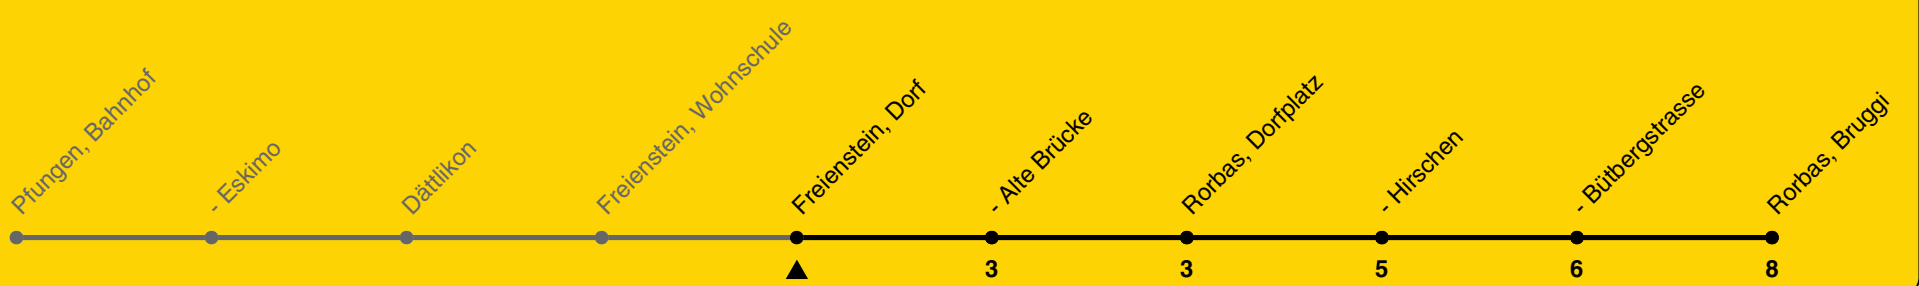 Pfungen, Bahnhof
- Eskimo
Dättlikon
Freienstein, Wohnschule
Freienstein, Dorf
- Alte Brücke
Rorbas, Dorfplatz
- Hirschen
- Bütbergstrasse
Rorbas, Bruggi
3 3 5 6 8